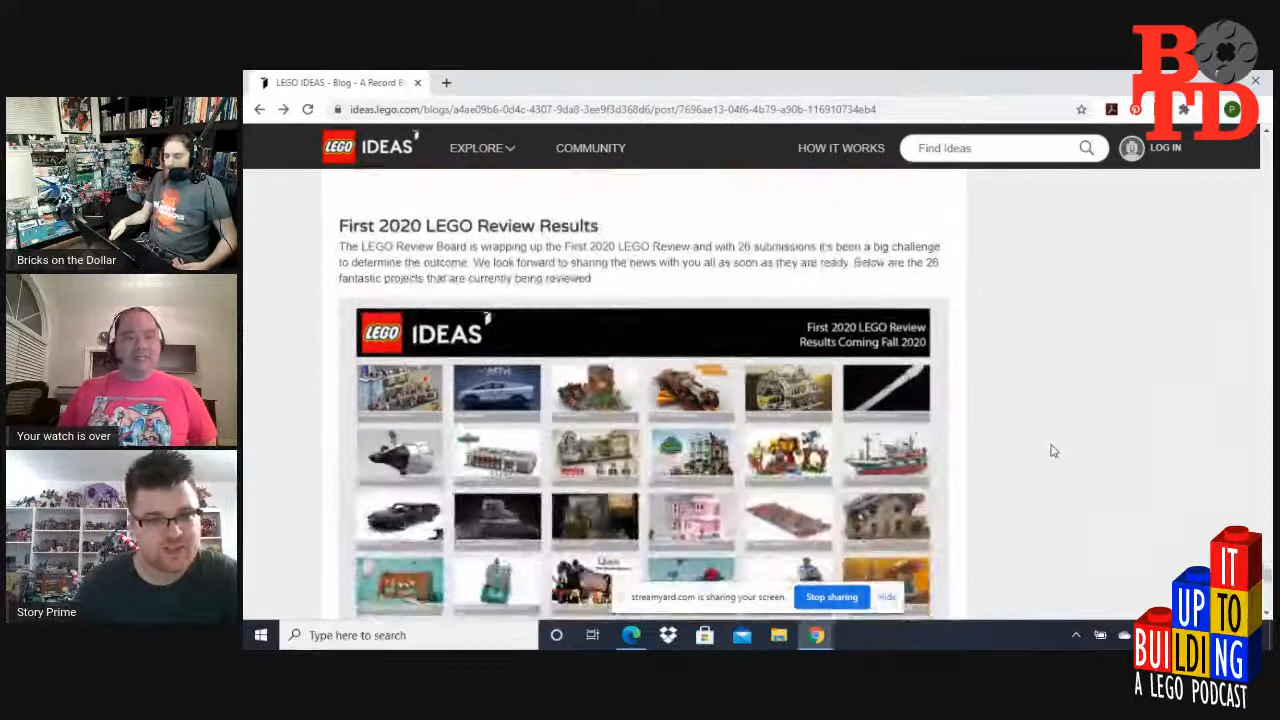 B TD
LEGO IDEAS - Blog - A Record B
ideas.lego.com/blogs/a4ae09b6-0d4c-4307-9da8-3ee9f3d368d6/post/7696ae13-04f6-4b79-a90b-116910734eb4
P
LEGO IDEAS
EXPLORE
COMMUNITY
HOW IT WORKS
Find Ideas
LOG IN
First 2020 LEGO Review Results
The LEGO Review Board is wrapping up the First 2020 LEGO Review and with 26 submissions it's been a big challenge
to determine the outcome. We look forward to sharing the news with you all as soon as they are ready. Below are the 26
fantastic projects that are currently being reviewed
LEGO IDEAS
First 2020 LEGO Review
Results Coming Fall 2020
Bricks on the Dollar
Your watch is over
Story Prime
streamyard.com is sharing your screen.
Stop sharing
Hide
Type here to search
BUILDING
UP TO
IT
A LEGO PODCAST